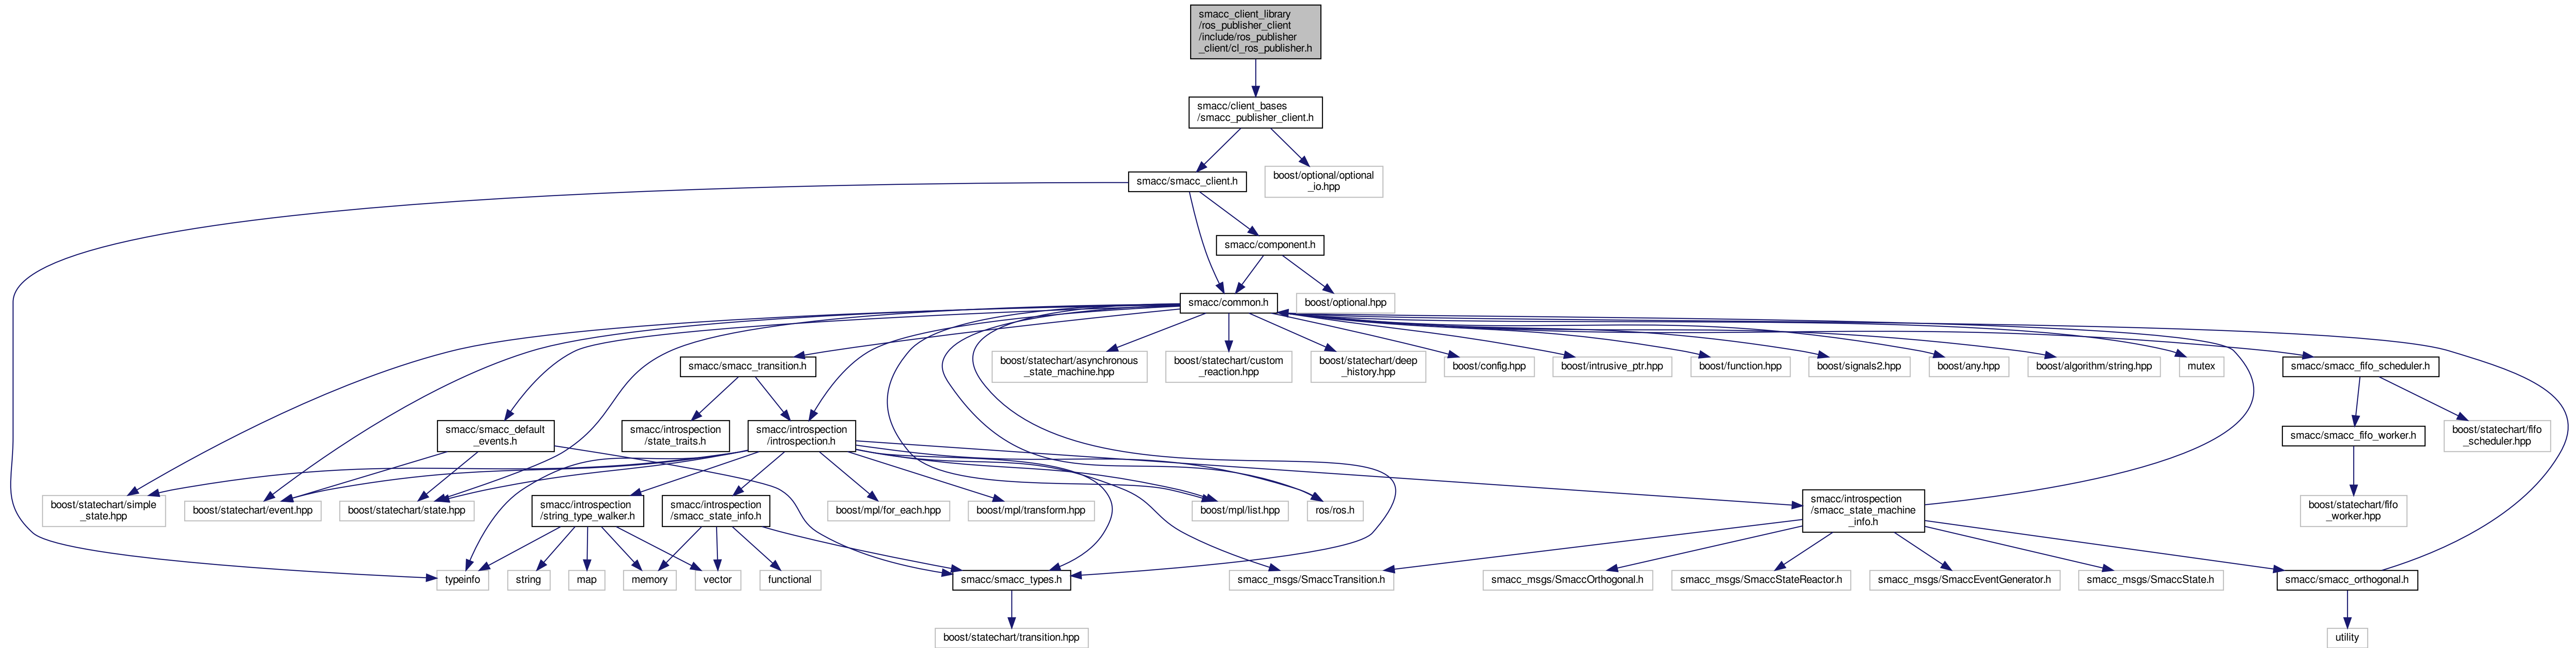 smacc_client_library
/ros_publisher_client
/include/ros_publisher
_client/cl_ros_publisher.h
smacc/client_bases
/smacc_publisher_client.h
smacc/smacc_client.h
boost/optional/optional
_io.hpp
smacc/component.h
smacc/common.h
boost/optional.hpp
smacc/smacc_transition.h
boost/statechart/asynchronous
_state_machine.hpp
boost/statechart/custom
_reaction.hpp
boost/statechart/deep
_history.hpp
boost/config.hpp
boost/intrusive_ptr.hpp
boost/function.hpp
boost/signals2.hpp
boost/any.hpp
boost/algorithm/string.hpp
mutex
smacc/smacc_fifo_scheduler.h
smacc/smacc_default
_events.h
smacc/introspection
/state_traits.h
smacc/introspection
/introspection.h
smacc/smacc_fifo_worker.h
boost/statechart/fifo
_scheduler.hpp
boost/statechart/simple
_state.hpp
boost/statechart/event.hpp
boost/statechart/state.hpp
smacc/introspection
/string_type_walker.h
smacc/introspection
/smacc_state_info.h
boost/mpl/for_each.hpp
boost/mpl/transform.hpp
boost/mpl/list.hpp
ros/ros.h
smacc/introspection
/smacc_state_machine
_info.h
boost/statechart/fifo
_worker.hpp
typeinfo
string
map
memory
vector
functional
smacc/smacc_types.h
smacc_msgs/SmaccTransition.h
smacc_msgs/SmaccOrthogonal.h
smacc_msgs/SmaccStateReactor.h
smacc_msgs/SmaccEventGenerator.h
smacc_msgs/SmaccState.h
smacc/smacc_orthogonal.h
boost/statechart/transition.hpp
utility